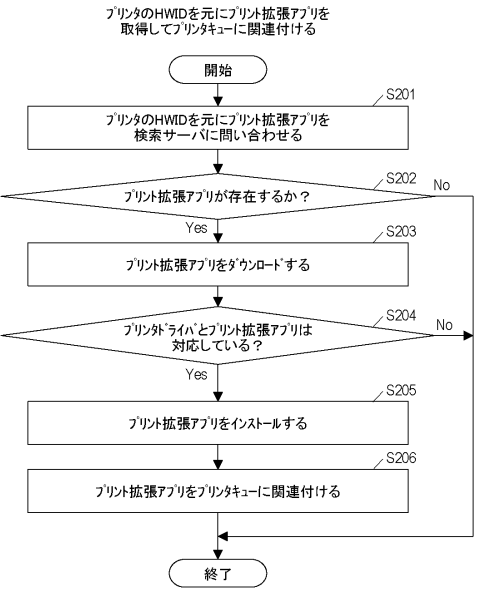 プリンタのHWIDを元にプリント拡張アプリを
取得してプリンタキューに関連付ける
開始
S201
プリンタのHWIDを元にプリント拡張アプリを
検索サーバに問い合わせる
S202
プリント拡張アプリが存在するか？
No
Yes
S203
プリント拡張アプリをダウンロードする
S204
プリンタドライバとプリント拡張アプリは
対応している？
No
Yes
S205
プリント拡張アプリをインストールする
S206
プリント拡張アプリをプリンタキューに関連付ける
終了